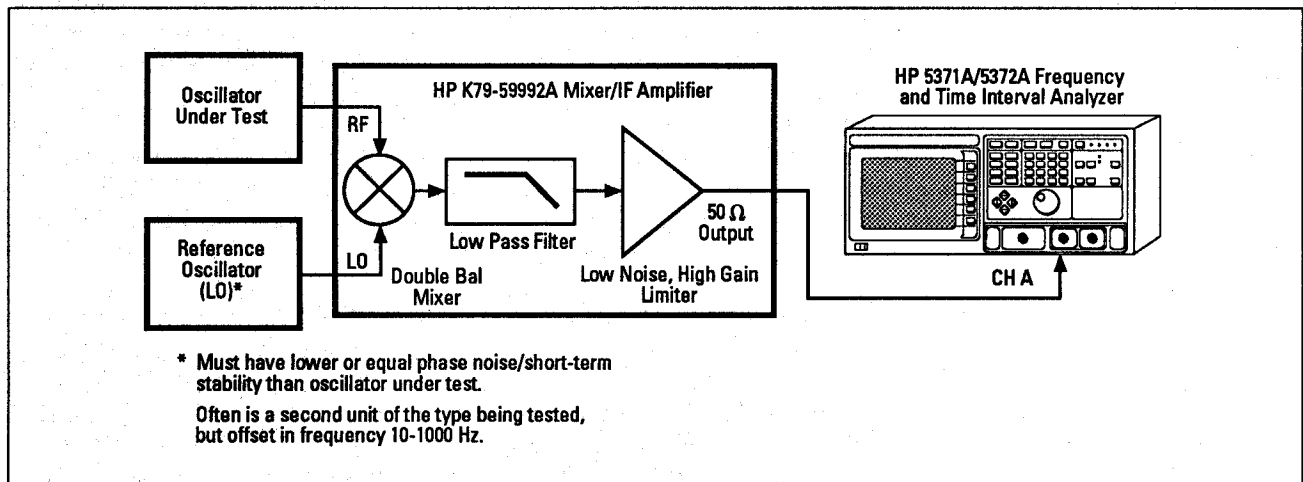 Oscillator
Under Test
HP K79-59992A Mixer/IF Amplifier
HP 5371A/5372A Frequency
and Time Interval Analyzer
RF
50 Ω
Output
Low Pass Filter
Reference
Oscillator
(LO)*
LO
Double Bal
Mixer
Low Noise, High Gain
Limiter
CH A
* Must have lower or equal phase noise/short-term
stability than oscillator under test.
Often is a second unit of the type being tested,
but offset in frequency 10-1000 Hz.